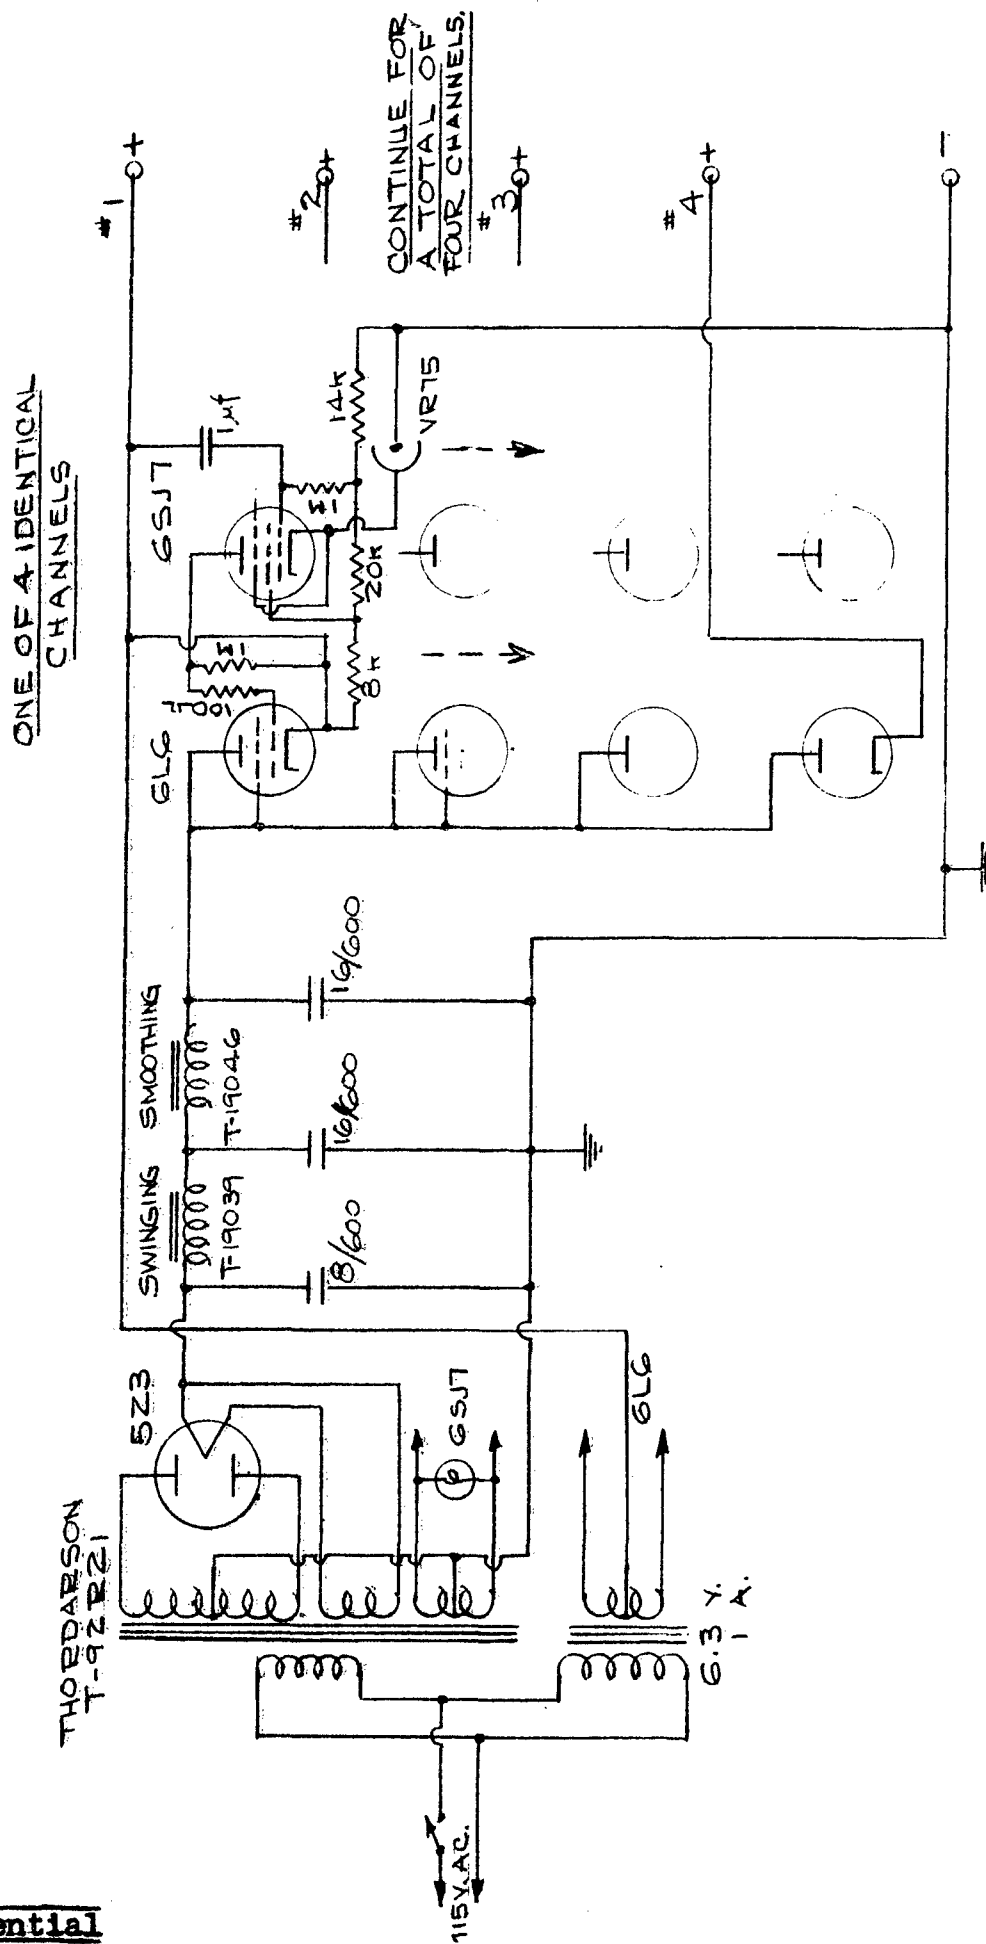 ONE OF 4 IDENTICAL
CHANNELS
THORDARSON
T-92R21
5Z3
SWINGING
T-19039
SMOOTHING
T-19046
8/600
16/600
16/600
6L6
6SJ7
100
1M
1M
1µf
8K
20K
14K
VR75
#1
+
#2
+
CONTINUE FOR
A TOTAL OF
FOUR CHANNELS.
#3
+
#4
+
-
6
6SJ7
6L6
6.3 V.
1 A.
115V.AC.
ential